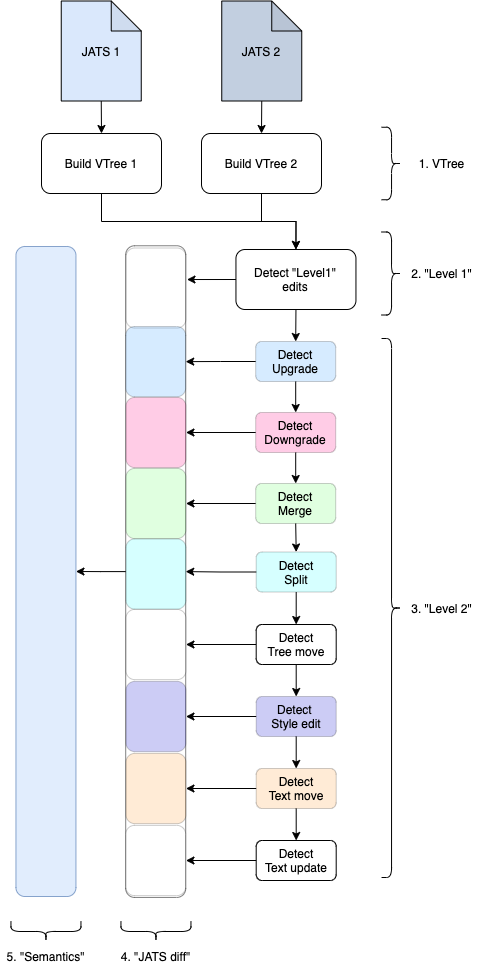 JATS 1
JATS 2
Build VTree 1
Build VTree 2
1. VTree
Detect "Level1"
edits
2. "Level 1"
Detect
Upgrade
Detect
Downgrade
Detect
Merge
Detect
Split
3. "Level 2"
Detect
Tree move
Detect
Style edit
Detect
Text move
Detect
Text update
5. "Semantics"
4. "JATS diff"